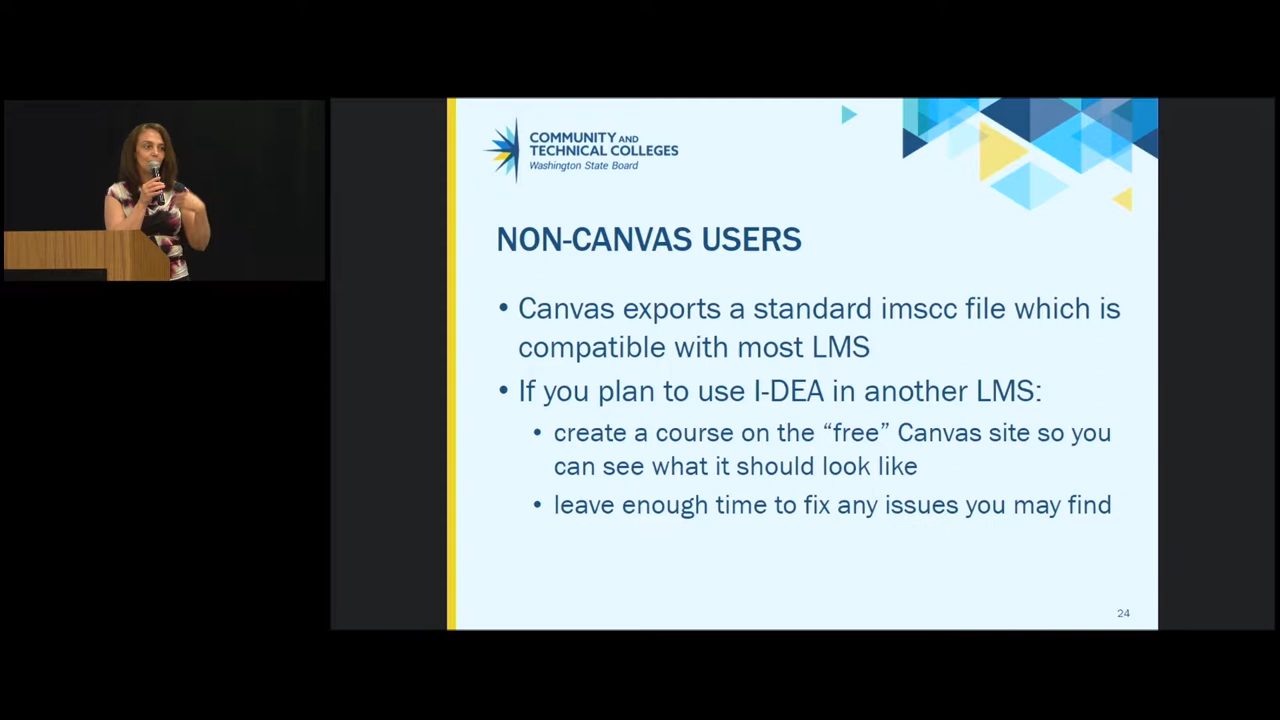 COMMUNITY AND
TECHNICAL COLLEGES
Washington State Board
NON-CANVAS USERS
• Canvas exports a standard imscc file which is
compatible with most LMS
• If you plan to use I-DEA in another LMS:
• create a course on the “free” Canvas site so you
can see what it should look like
• leave enough time to fix any issues you may find
24